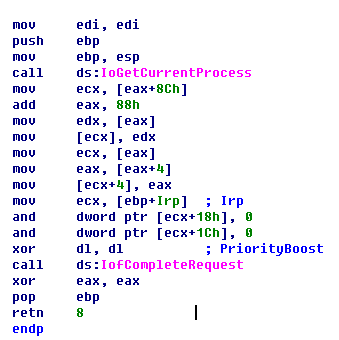 mov edi, edi
push ebp
mov ebp, esp
call ds:IoGetCurrentProcess
mov ecx, [eax+8Ch]
add eax, 88h
mov edx, [eax]
mov [ecx], edx
mov ecx, [eax]
mov eax, [eax+4]
mov [ecx+4], eax
mov ecx, [ebp+Irp] ; Irp
and dword ptr [ecx+18h], 0
and dword ptr [ecx+1Ch], 0
xor dl, dl ; PriorityBoost
call ds:IofCompleteRequest
xor eax, eax
pop ebp
retn 8
endp